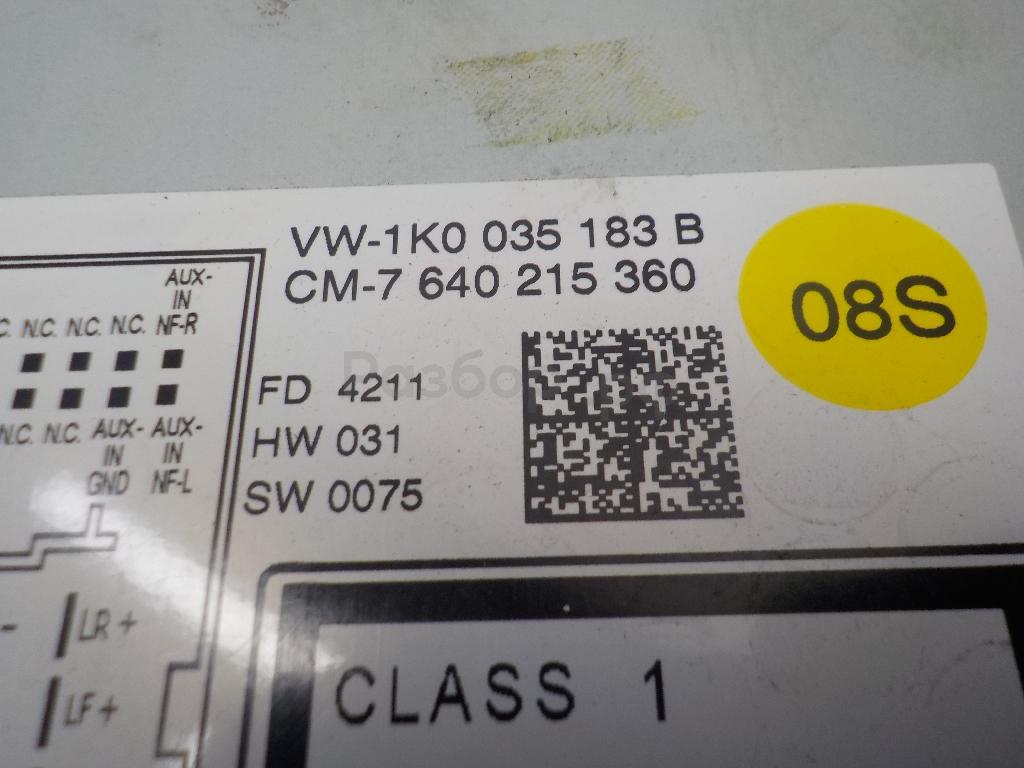 VW-1K0 035 183 B
CM-7 640 215 360
08S
FD 4211
HW 031
SW 0075
AUX-
IN
N.C. N.C. N.C. NF-R
N.C. N.C. AUX- AUX-
IN IN
GND NF-L
LR +
LF +
CLASS 1
Разбо